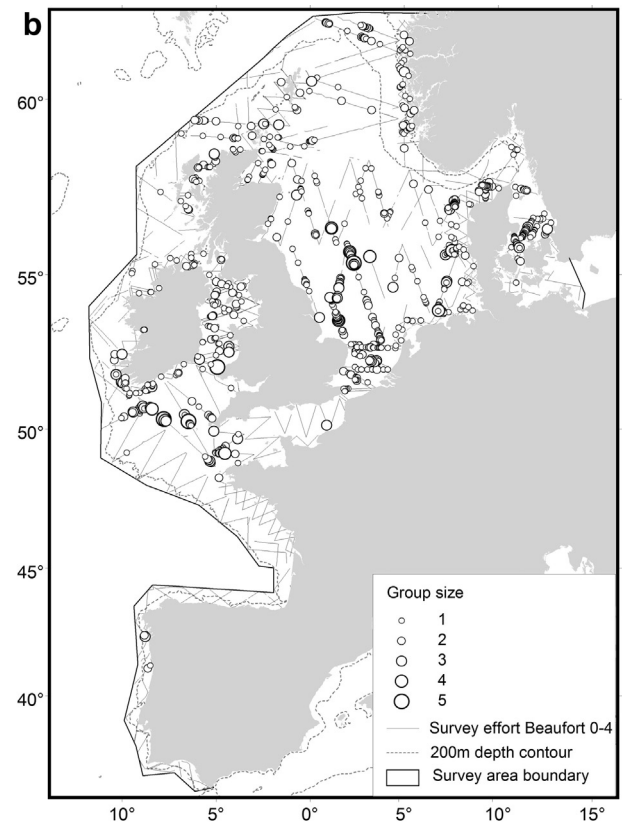 b
60°
55°
50°
45°
40°
Group size
1
2
3
4
5
Survey effort Beaufort 0-4
200m depth contour
Survey area boundary
10° 5° 0° 5° 10° 15°